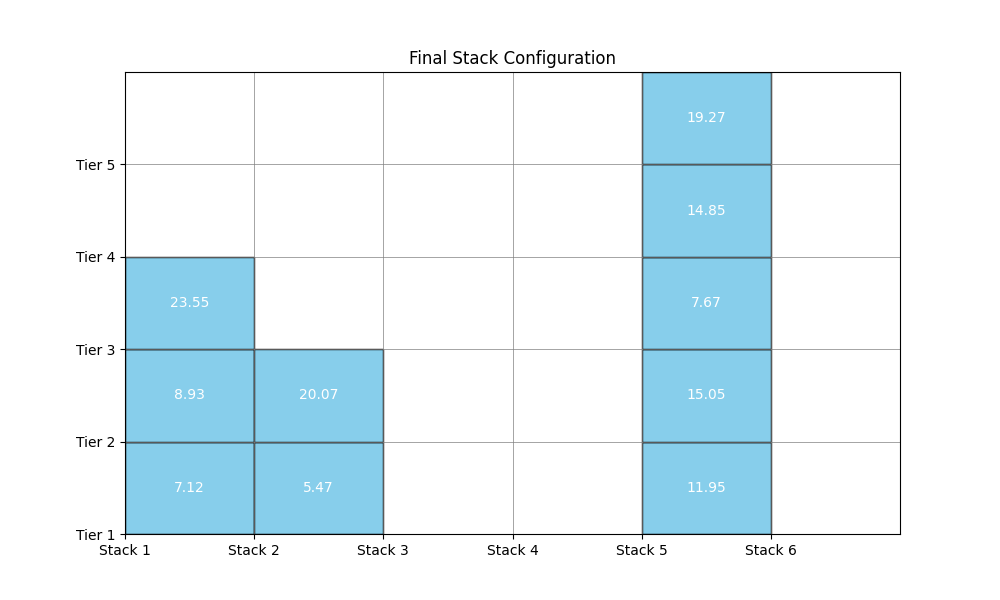 Final Stack Configuration
19.27
Tier 5
14.85
Tier 4
23.55
7.67
Tier 3
8.93
20.07
15.05
Tier 2
7.12
5.47
11.95
Tier 1
Stack 1
Stack 2
Stack 3
Stack 4
Stack 5
Stack 6